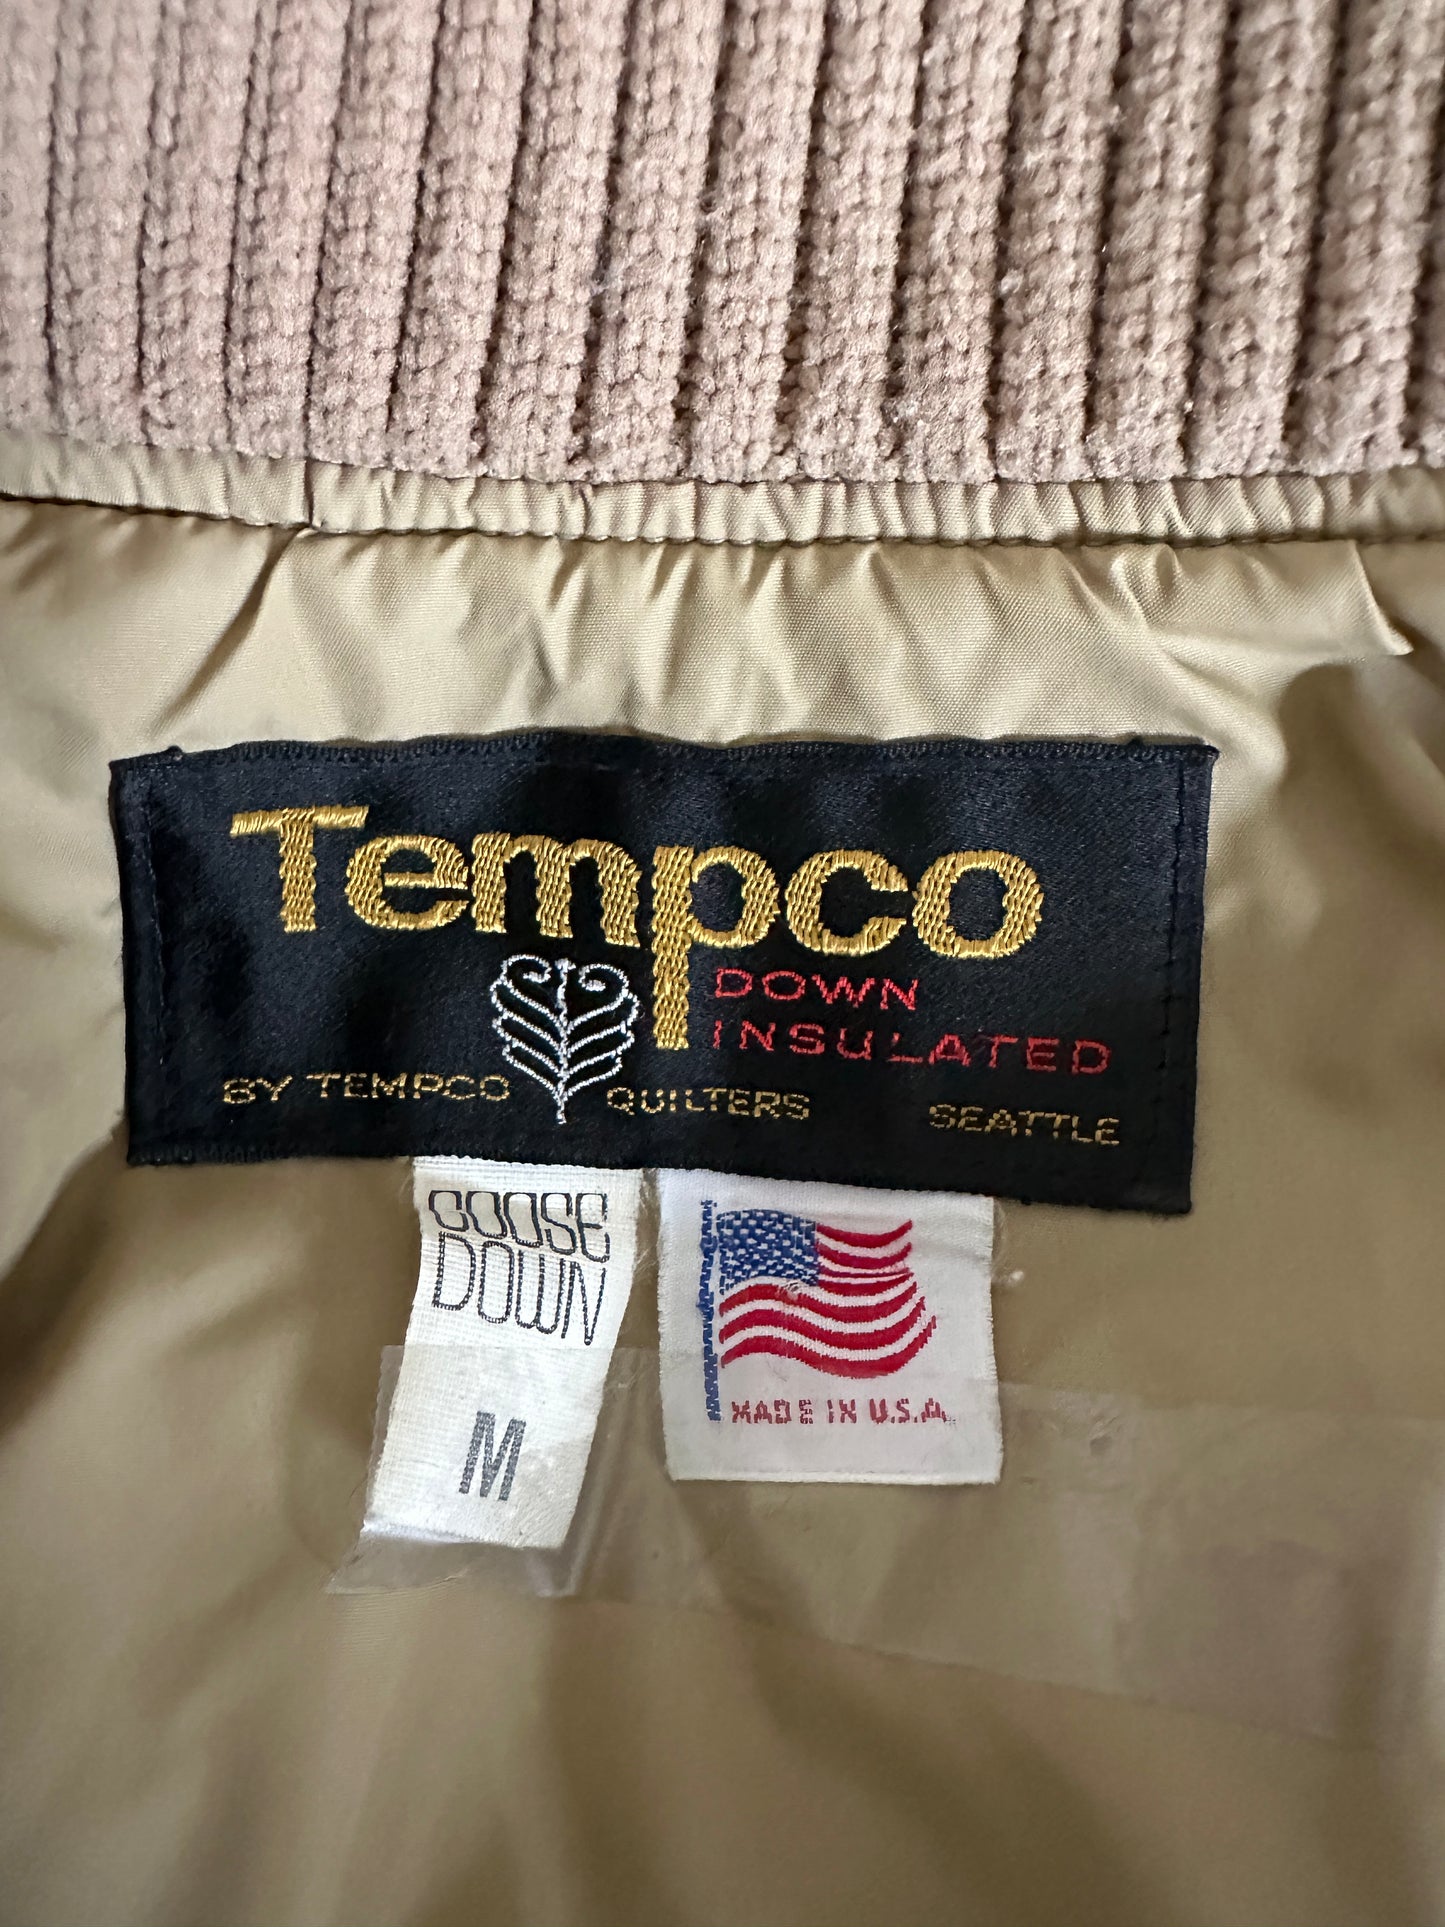 Tempco
DOWN
INSULATED
BY TEMPCO QUILTERS SEATTLE
GOOSE
DOWN
M
MADE IN U.S.A.